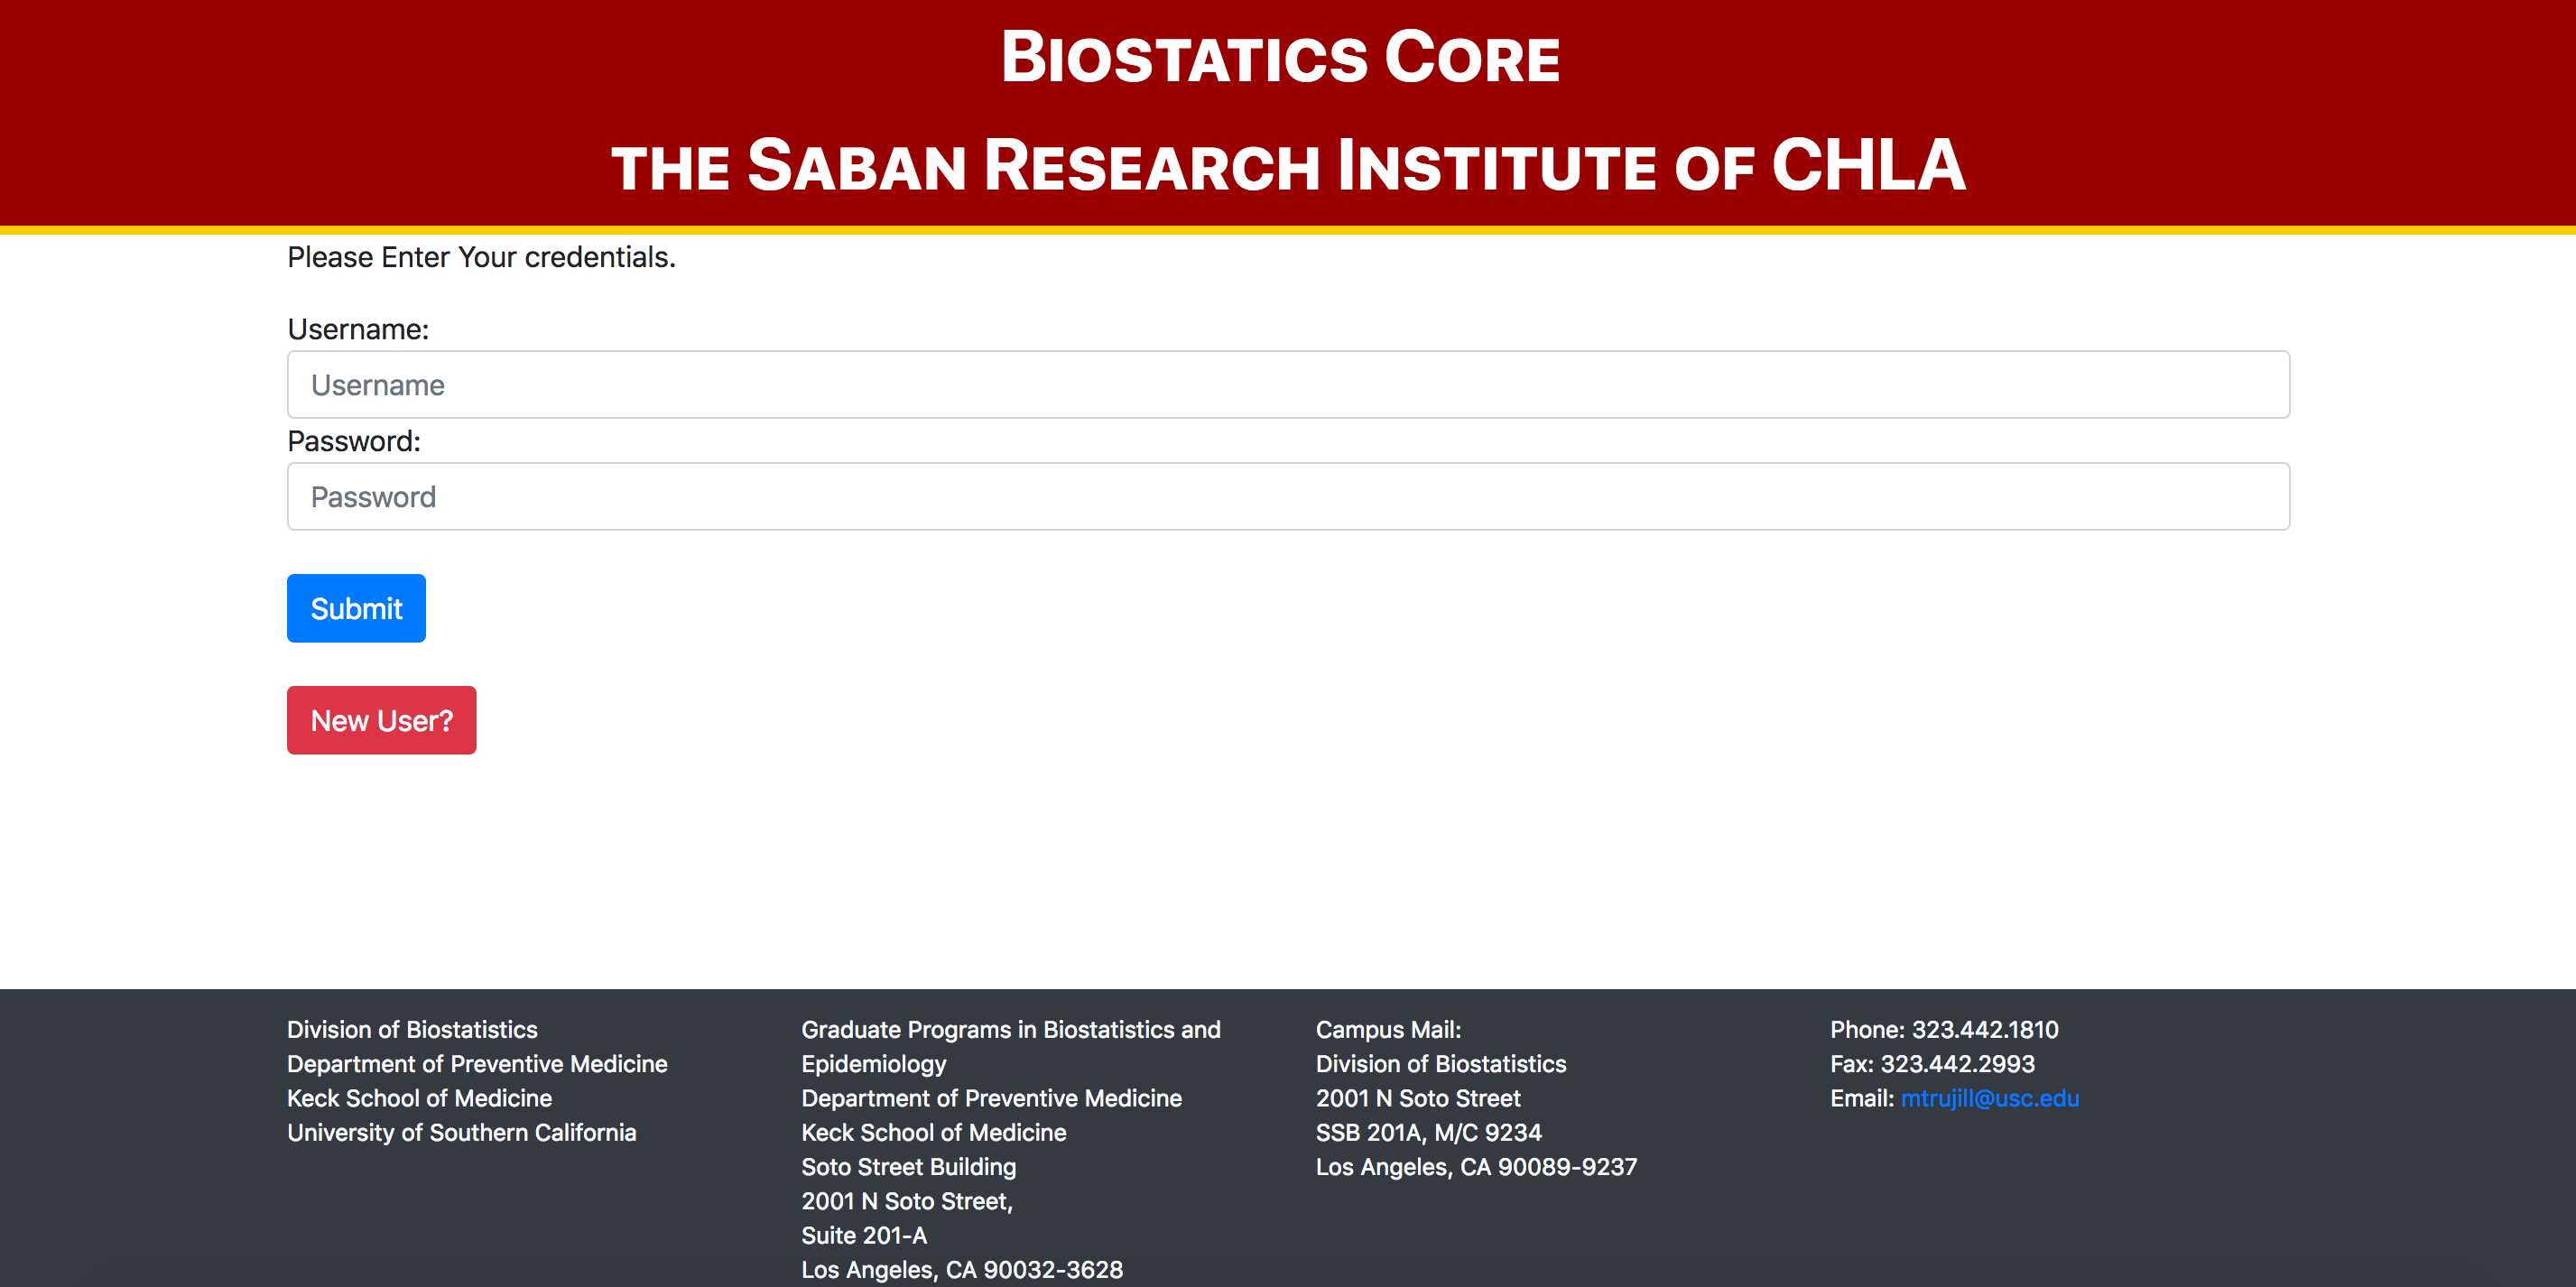 Biostatics Core
the Saban Research Institute of CHLA
Please Enter Your credentials.
Username:
Username
Password:
Password
Submit
New User?
Division of Biostatistics
Department of Preventive Medicine
Keck School of Medicine
University of Southern California
Graduate Programs in Biostatistics and
Epidemiology
Department of Preventive Medicine
Keck School of Medicine
Soto Street Building
2001 N Soto Street,
Suite 201-A
Los Angeles, CA 90032-3628
Campus Mail:
Division of Biostatistics
2001 N Soto Street
SSB 201A, M/C 9234
Los Angeles, CA 90089-9237
Phone: 323.442.1810
Fax: 323.442.2993
Email: mtrujill@usc.edu